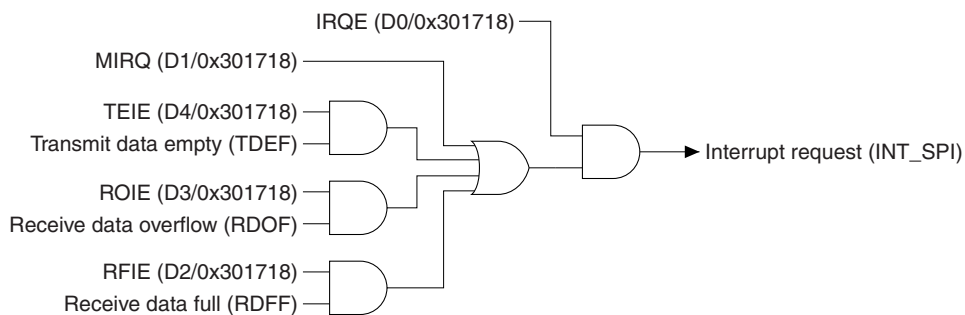 IRQE (D0/0x301718)
MIRQ (D1/0x301718)
TEIE (D4/0x301718)
Transmit data empty (TDEF)
Interrupt request (INT_SPI)
ROIE (D3/0x301718)
Receive data overflow (RDOF)
RFIE (D2/0x301718)
Receive data full (RDFF)